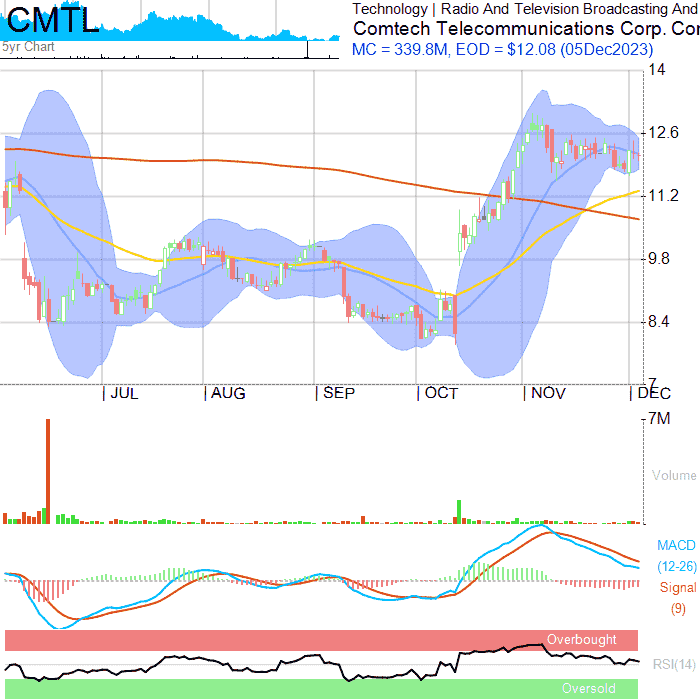 CMTL
5yr Chart
Technology | Radio And Television Broadcasting And
Comtech Telecommunications Corp. Cor
MC = 339.8M, EOD = $12.08 (05Dec2023)
14
12.6
11.2
9.8
8.4
7
JUL AUG SEP OCT NOV DEC
7M
Volume
MACD
(12-26)
Signal
(9)
Overbought
RSI(14)
Oversold